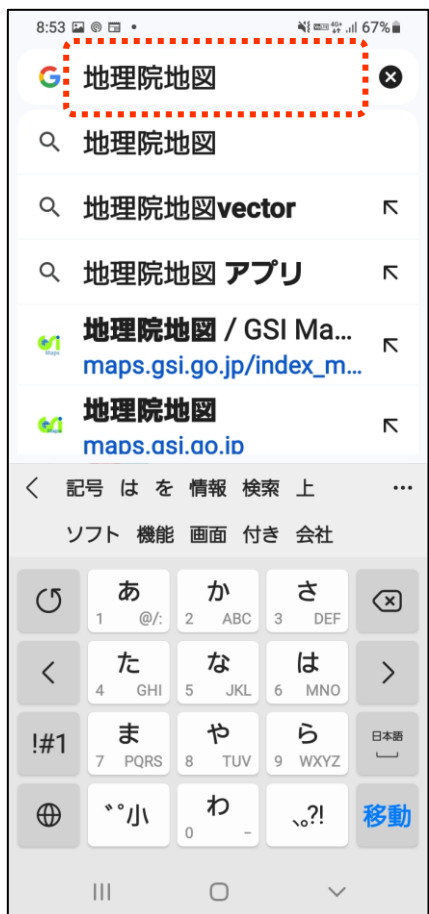 8:53 67%
G 地理院地図
地理院地図
地理院地図vector
地理院地図 アプリ
地理院地図 / GSI Ma...
maps.gsi.go.jp/index_m...
地理院地図
maps.gsi.go.jp
記号 は を 情報 検索 上 ...
ソフト 機能 画面 付き 会社
あ か さ
1 @/: 2 ABC 3 DEF
た な は
4 GHI 5 JKL 6 MNO
!#1 ま や ら 日本語
7 PQRS 8 TUV 9 WXYZ
゛゜小 わ 、。?! 移動
0 -